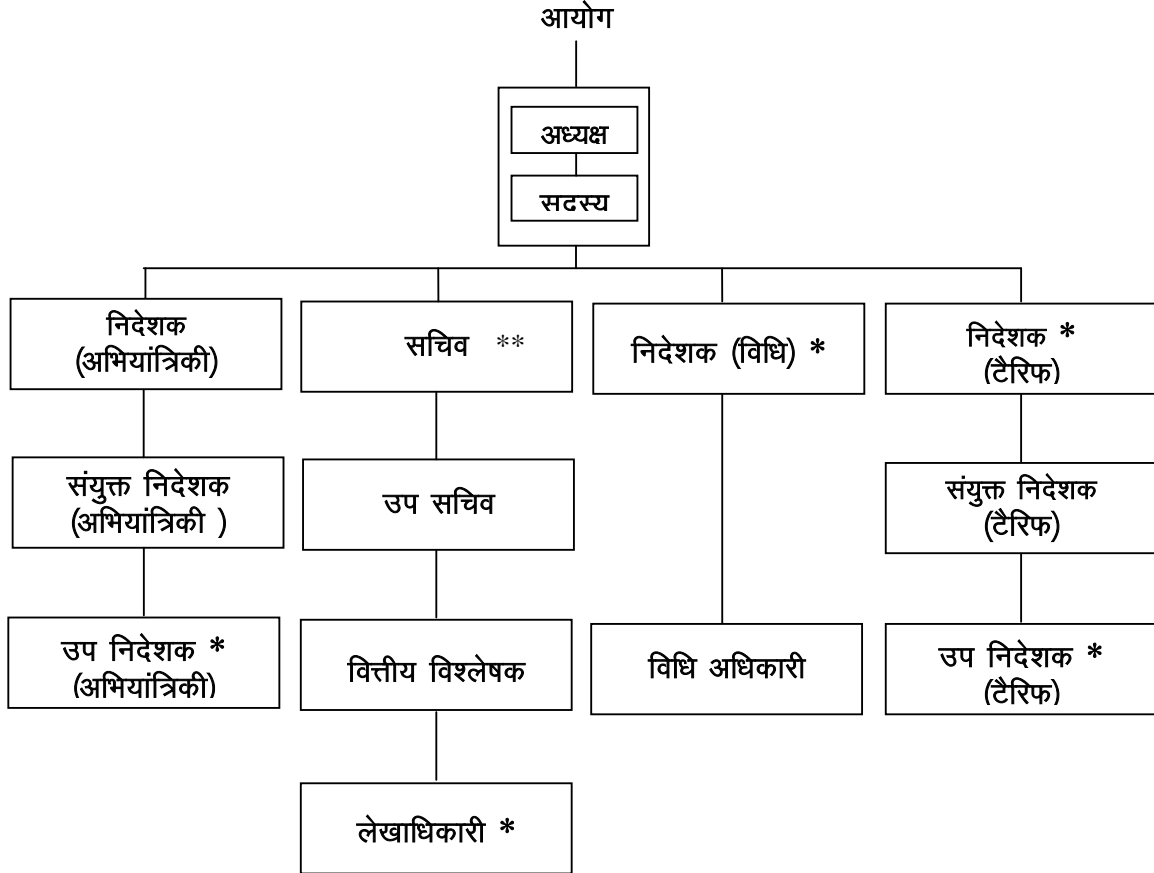 आयोग
अध्यक्ष
सदस्य
निदेशक
(अभियांत्रिकी)
सचिव **
निदेशक (विधि) *
निदेशक *
(टैरिफ)
संयुक्त निदेशक
(अभियांत्रिकी )
उप सचिव
संयुक्त निदेशक
(टैरिफ)
उप निदेशक *
(अभियांत्रिकी)
वित्तीय विश्लेषक
विधि अधिकारी
उप निदेशक *
(टैरिफ)
लेखाधिकारी *